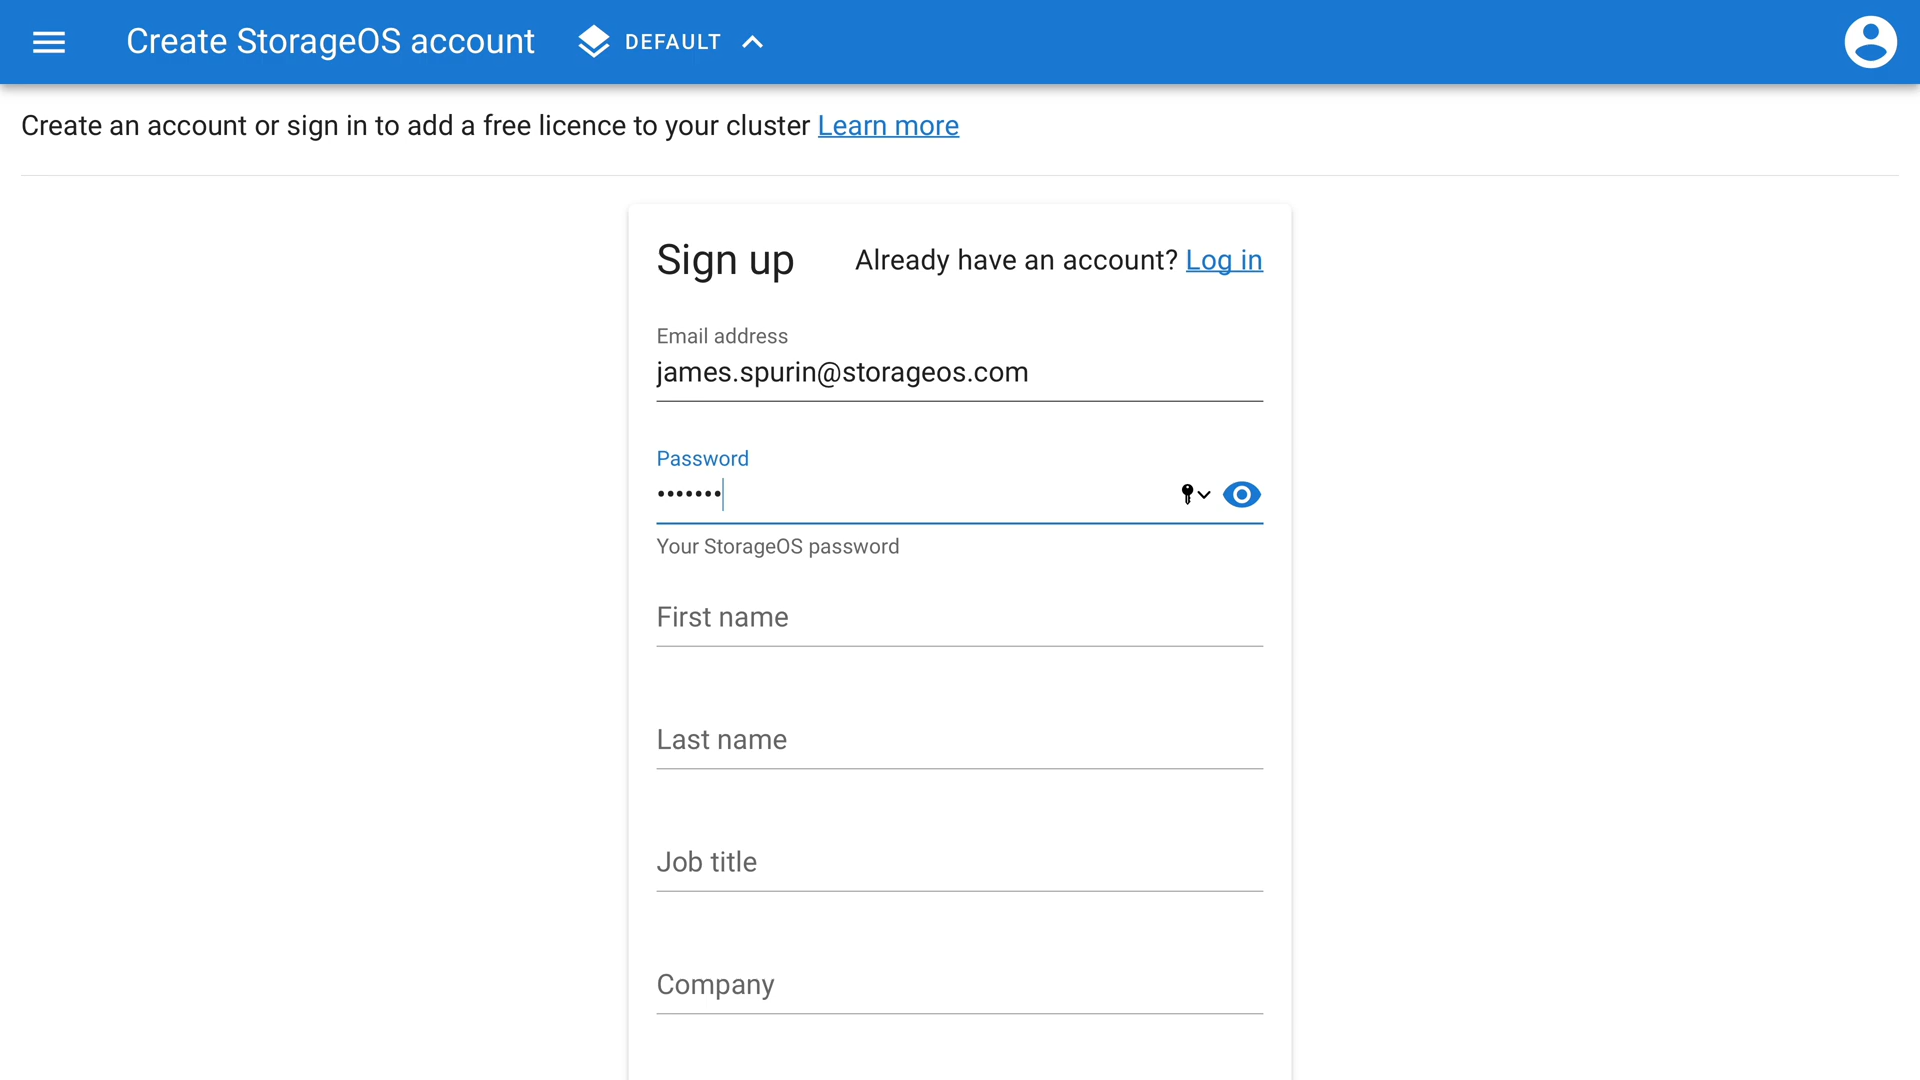 Create StorageOS account DEFAULT
Create an account or sign in to add a free licence to your cluster Learn more
Sign up Already have an account? Log in
Email address
james.spurin@storageos.com
Password
•••••••
Your StorageOS password
First name
Last name
Job title
Company